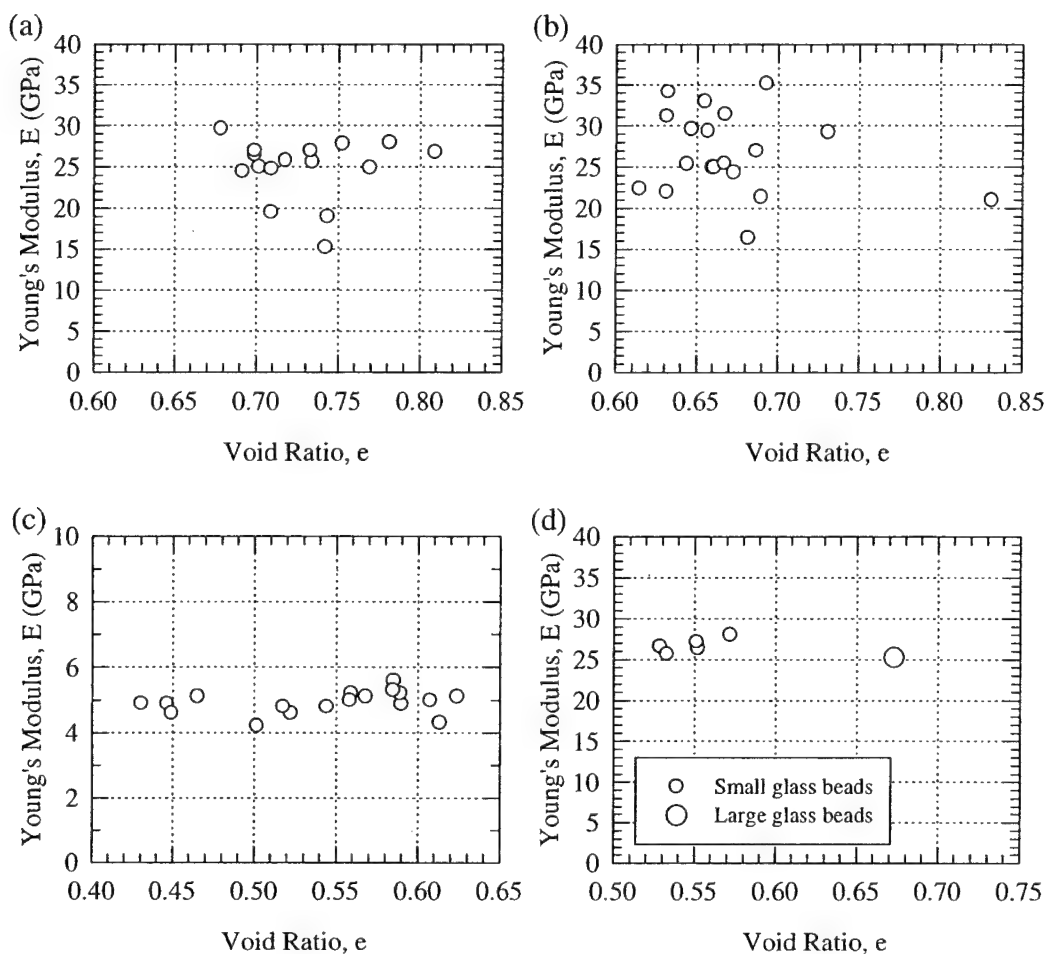 (a)
40
35
30
25
20
15
10
5
0
Young's Modulus, E (GPa)
0.60 0.65 0.70 0.75 0.80 0.85
Void Ratio, e
(b)
40
35
30
25
20
15
10
5
0
Young's Modulus, E (GPa)
0.60 0.65 0.70 0.75 0.80 0.85
Void Ratio, e
(c)
10
8
6
4
2
0
Young's Modulus, E (GPa)
0.40 0.45 0.50 0.55 0.60 0.65
Void Ratio, e
(d)
40
35
30
25
20
15
10
5
0
Young's Modulus, E (GPa)
Small glass beads
Large glass beads
0.50 0.55 0.60 0.65 0.70 0.75
Void Ratio, e